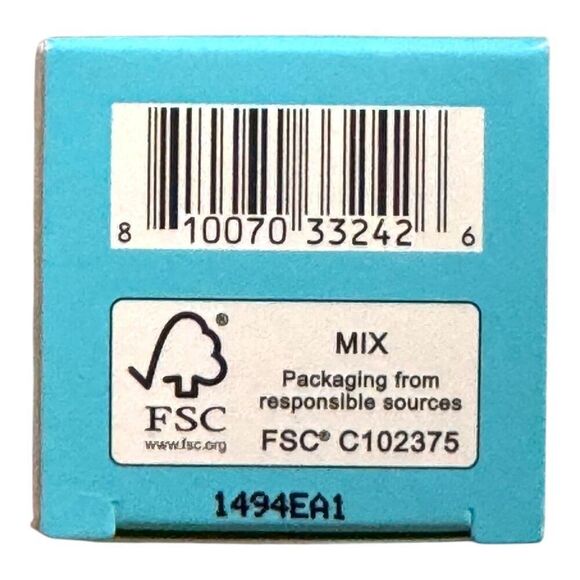 8 10070 33242 6
®
FSC
www.fsc.org
MIX
Packaging from
responsible sources
FSC® C102375
1494EA1